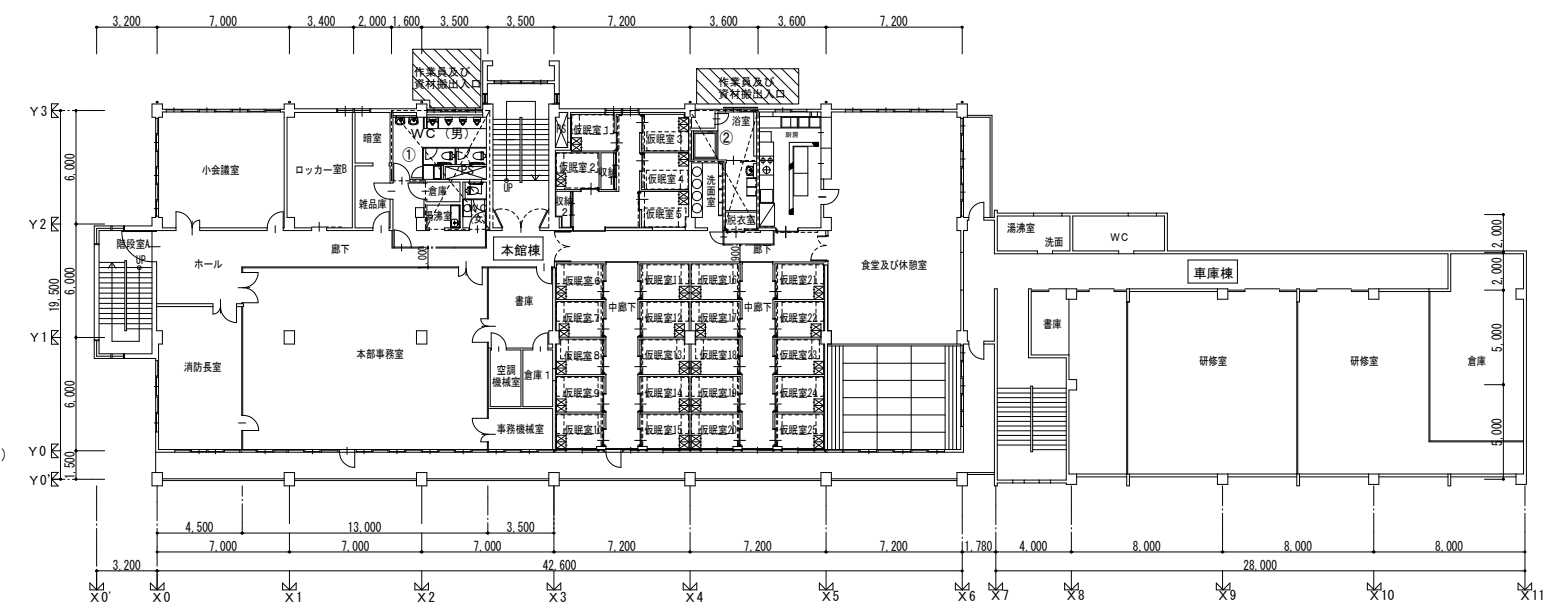 3,200 7,000 3,400 2,000 1,600 3,500 3,500 7,200 3,600 3,600 7,200
作業員及び
資材搬出入口
作業員及び
資材搬出入口
Y3
暗室
WC（男）
PS
仮眠室１
仮眠室３
浴室
厨房
①
②
小会議室
ロッカー室B
PS
仮眠室２
収納
仮眠室４
洗面室
雑品庫
倉庫
UP
収納2
仮眠室５
湯沸室
WC
女
脱衣室
Y2
階段室A
UP
ホール
廊下
本館棟
廊下
900
食堂及び休憩室
湯沸室
洗面
WC
車庫棟
2,000
2,000
6,000
6,000
19,500
6,000
1,500
書庫
仮眠室6
仮眠室11
仮眠室16
仮眠室21
仮眠室7
中廊下
仮眠室12
仮眠室17
中廊下
仮眠室22
書庫
Y1
消防長室
本部事務室
空調
機械室
倉庫１
仮眠室8
仮眠室13
仮眠室18
仮眠室23
研修室
研修室
倉庫
5,000
仮眠室9
仮眠室14
仮眠室19
仮眠室24
事務機械室
仮眠室10
仮眠室15
仮眠室20
仮眠室25
5,000
)
Y0
Y0'
4,500 13,000 3,500
7,000 7,000 7,000 7,200 7,200 7,200 1,780 4,000 8,000 8,000 8,000
3,200 42,600 28,000
X0' X0 X1 X2 X3 X4 X5 X6 X7 X8 X9 X10 X11